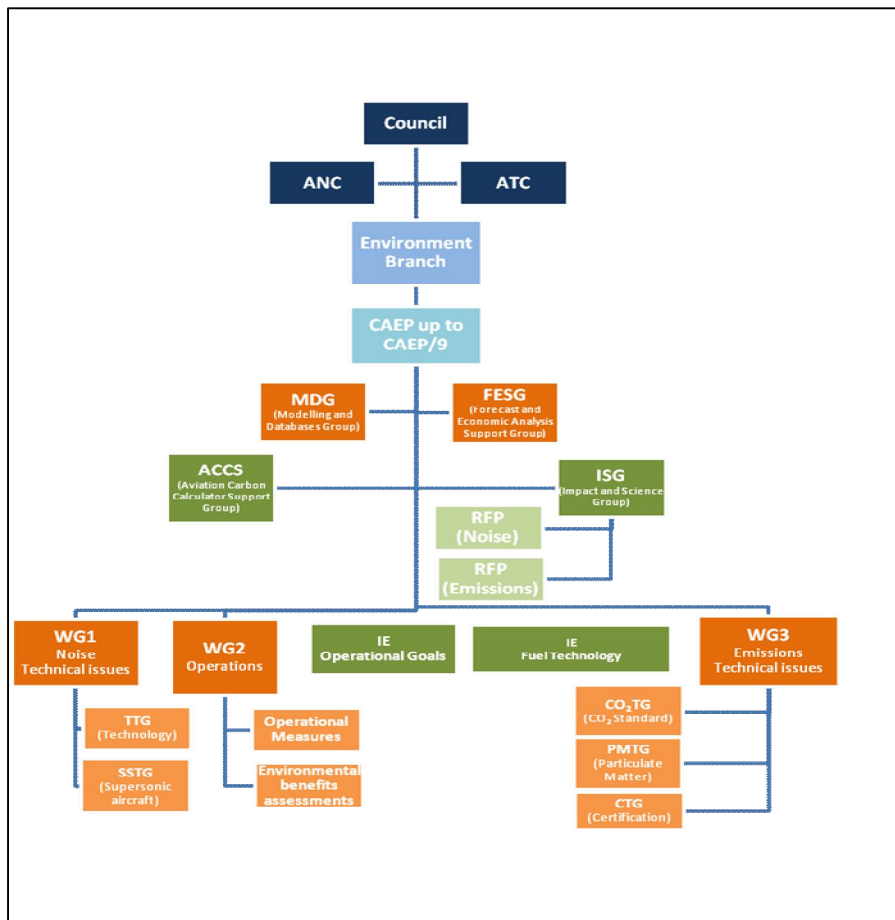 Council
ANC
ATC
Environment
Branch
CAEP up to
CAEP/9
MDG
(Modelling and
Databases Group)
FESG
(Forecast and
Economic Analysis
Support Group)
ACCS
(Aviation Carbon
Calculator Support
Group)
ISG
(Impact and Science
Group)
RFP
(Noise)
RFP
(Emissions)
WG1
Noise
Technical issues
WG2
Operations
IE
Operational Goals
IE
Fuel Technology
WG3
Emissions
Technical issues
TTG
(Technology)
SSTG
(Supersonic
aircraft)
Operational
Measures
Environmental
benefits
assessments
CO₂TG
(CO₂ Standard)
PMTG
(Particulate
Matter)
CTG
(Certification)